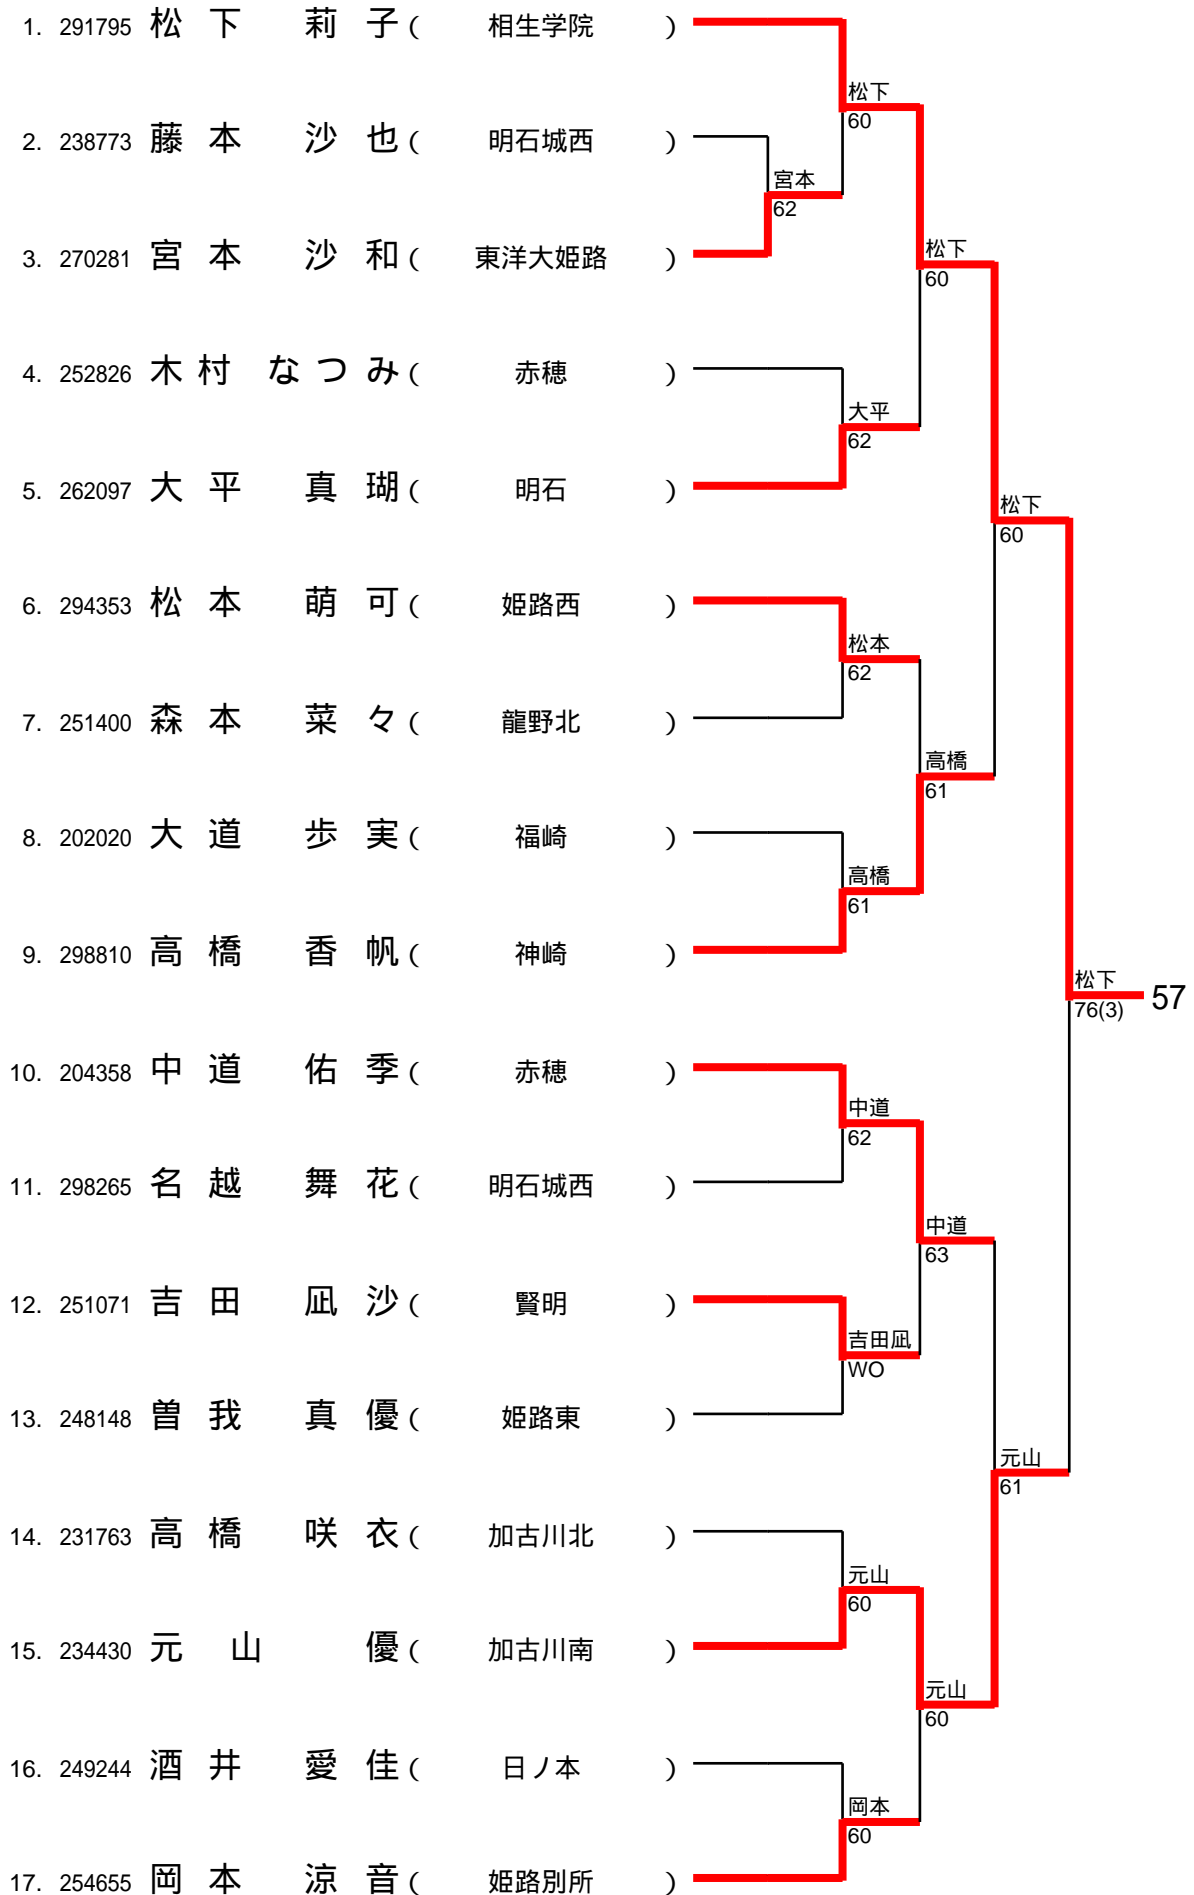 1. 291795 松下 莉子 ( 相生学院 )
松下
60
2. 238773 藤本 沙也 ( 明石城西 )
宮本
62
3. 270281 宮本 沙和 ( 東洋大姫路 )
松下
60
4. 252826 木村 なつみ ( 赤穂 )
大平
62
5. 262097 大平 真瑚 ( 明石 )
松下
60
6. 294353 松本 萌可 ( 姫路西 )
松本
62
7. 251400 森本 菜々 ( 龍野北 )
高橋
61
8. 202020 大道 歩実 ( 福崎 )
高橋
61
9. 298810 高橋 香帆 ( 神崎 )
松下
76(3)
57
10. 204358 中道 佑季 ( 赤穂 )
中道
62
11. 298265 名越 舞花 ( 明石城西 )
中道
63
12. 251071 吉田 凪沙 ( 賢明 )
吉田凪
WO
13. 248148 曽我 真優 ( 姫路東 )
元山
61
14. 231763 高橋 咲衣 ( 加古川北 )
元山
60
15. 234430 元山 優 ( 加古川南 )
元山
60
16. 249244 酒井 愛佳 ( 日ノ本 )
岡本
60
17. 254655 岡本 涼音 ( 姫路別所 )